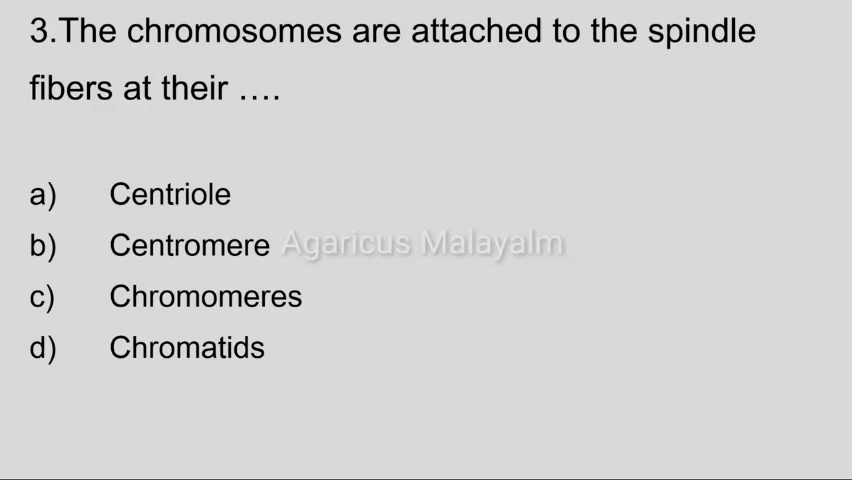 3.The chromosomes are attached to the spindle
fibers at their ….
a) Centriole
b) Centromere Agaricus Malayalm
c) Chromomeres
d) Chromatids